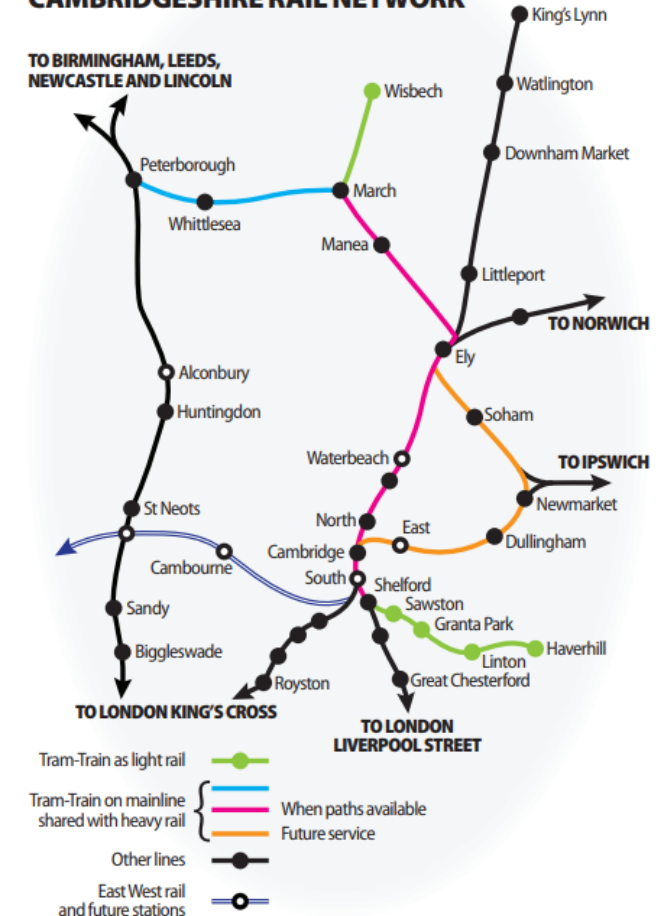 CAMBRIDGESHIRE RAIL NETWORK
King's Lynn
TO BIRMINGHAM, LEEDS,
NEWCASTLE AND LINCOLN
Wisbech
Watlington
Downham Market
Peterborough
March
Whittlesea
Manea
Littleport
TO NORWICH
Ely
Alconbury
Huntingdon
Soham
Waterbeach
TO IPSWICH
Newmarket
St Neots
North
East
Dullingham
Cambourne
Cambridge
South
Shelford
Sawston
Sandy
Granta Park
Biggleswade
Linton
Haverhill
Royston
Great Chesterford
TO LONDON KING'S CROSS
TO LONDON
LIVERPOOL STREET
Tram-Train as light rail
Tram-Train on mainline
shared with heavy rail
When paths available
Future service
Other lines
East West rail
and future stations